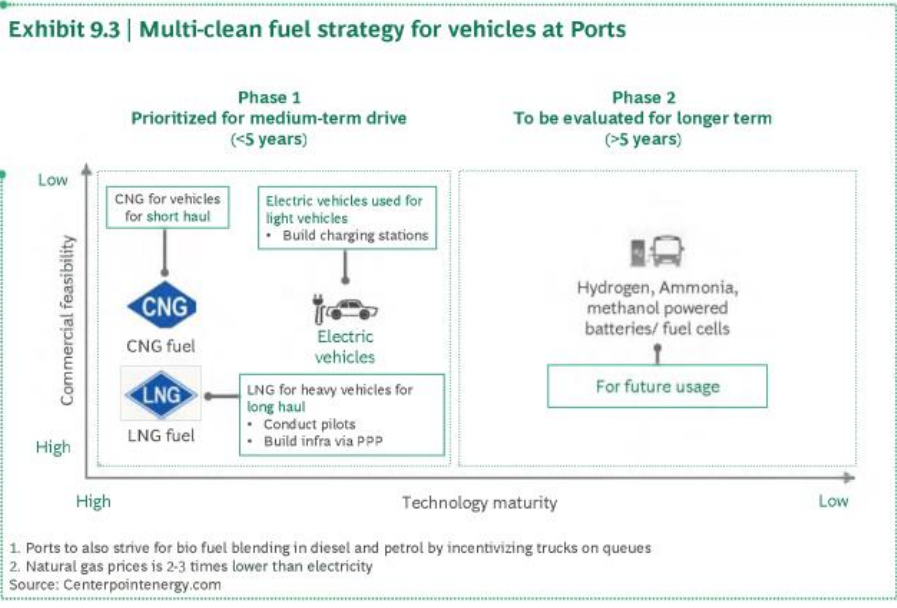 Exhibit 9.3 | Multi-clean fuel strategy for vehicles at Ports
Phase 1
Prioritized for medium-term drive
(<5 years)
Phase 2
To be evaluated for longer term
(>5 years)
Low
Commercial feasibility
High
CNG for vehicles
for short haul
CNG
CNG fuel
Electric vehicles used for
light vehicles
• Build charging stations
Electric
vehicles
LNG
LNG fuel
LNG for heavy vehicles for
long haul
• Conduct pilots
• Build infra via PPP
Hydrogen, Ammonia,
methanol powered
batteries/ fuel cells
For future usage
High
Technology maturity
Low
1. Ports to also strive for bio fuel blending in diesel and petrol by incentivizing trucks on queues
2. Natural gas prices is 2-3 times lower than electricity
Source: Centerpointenergy.com